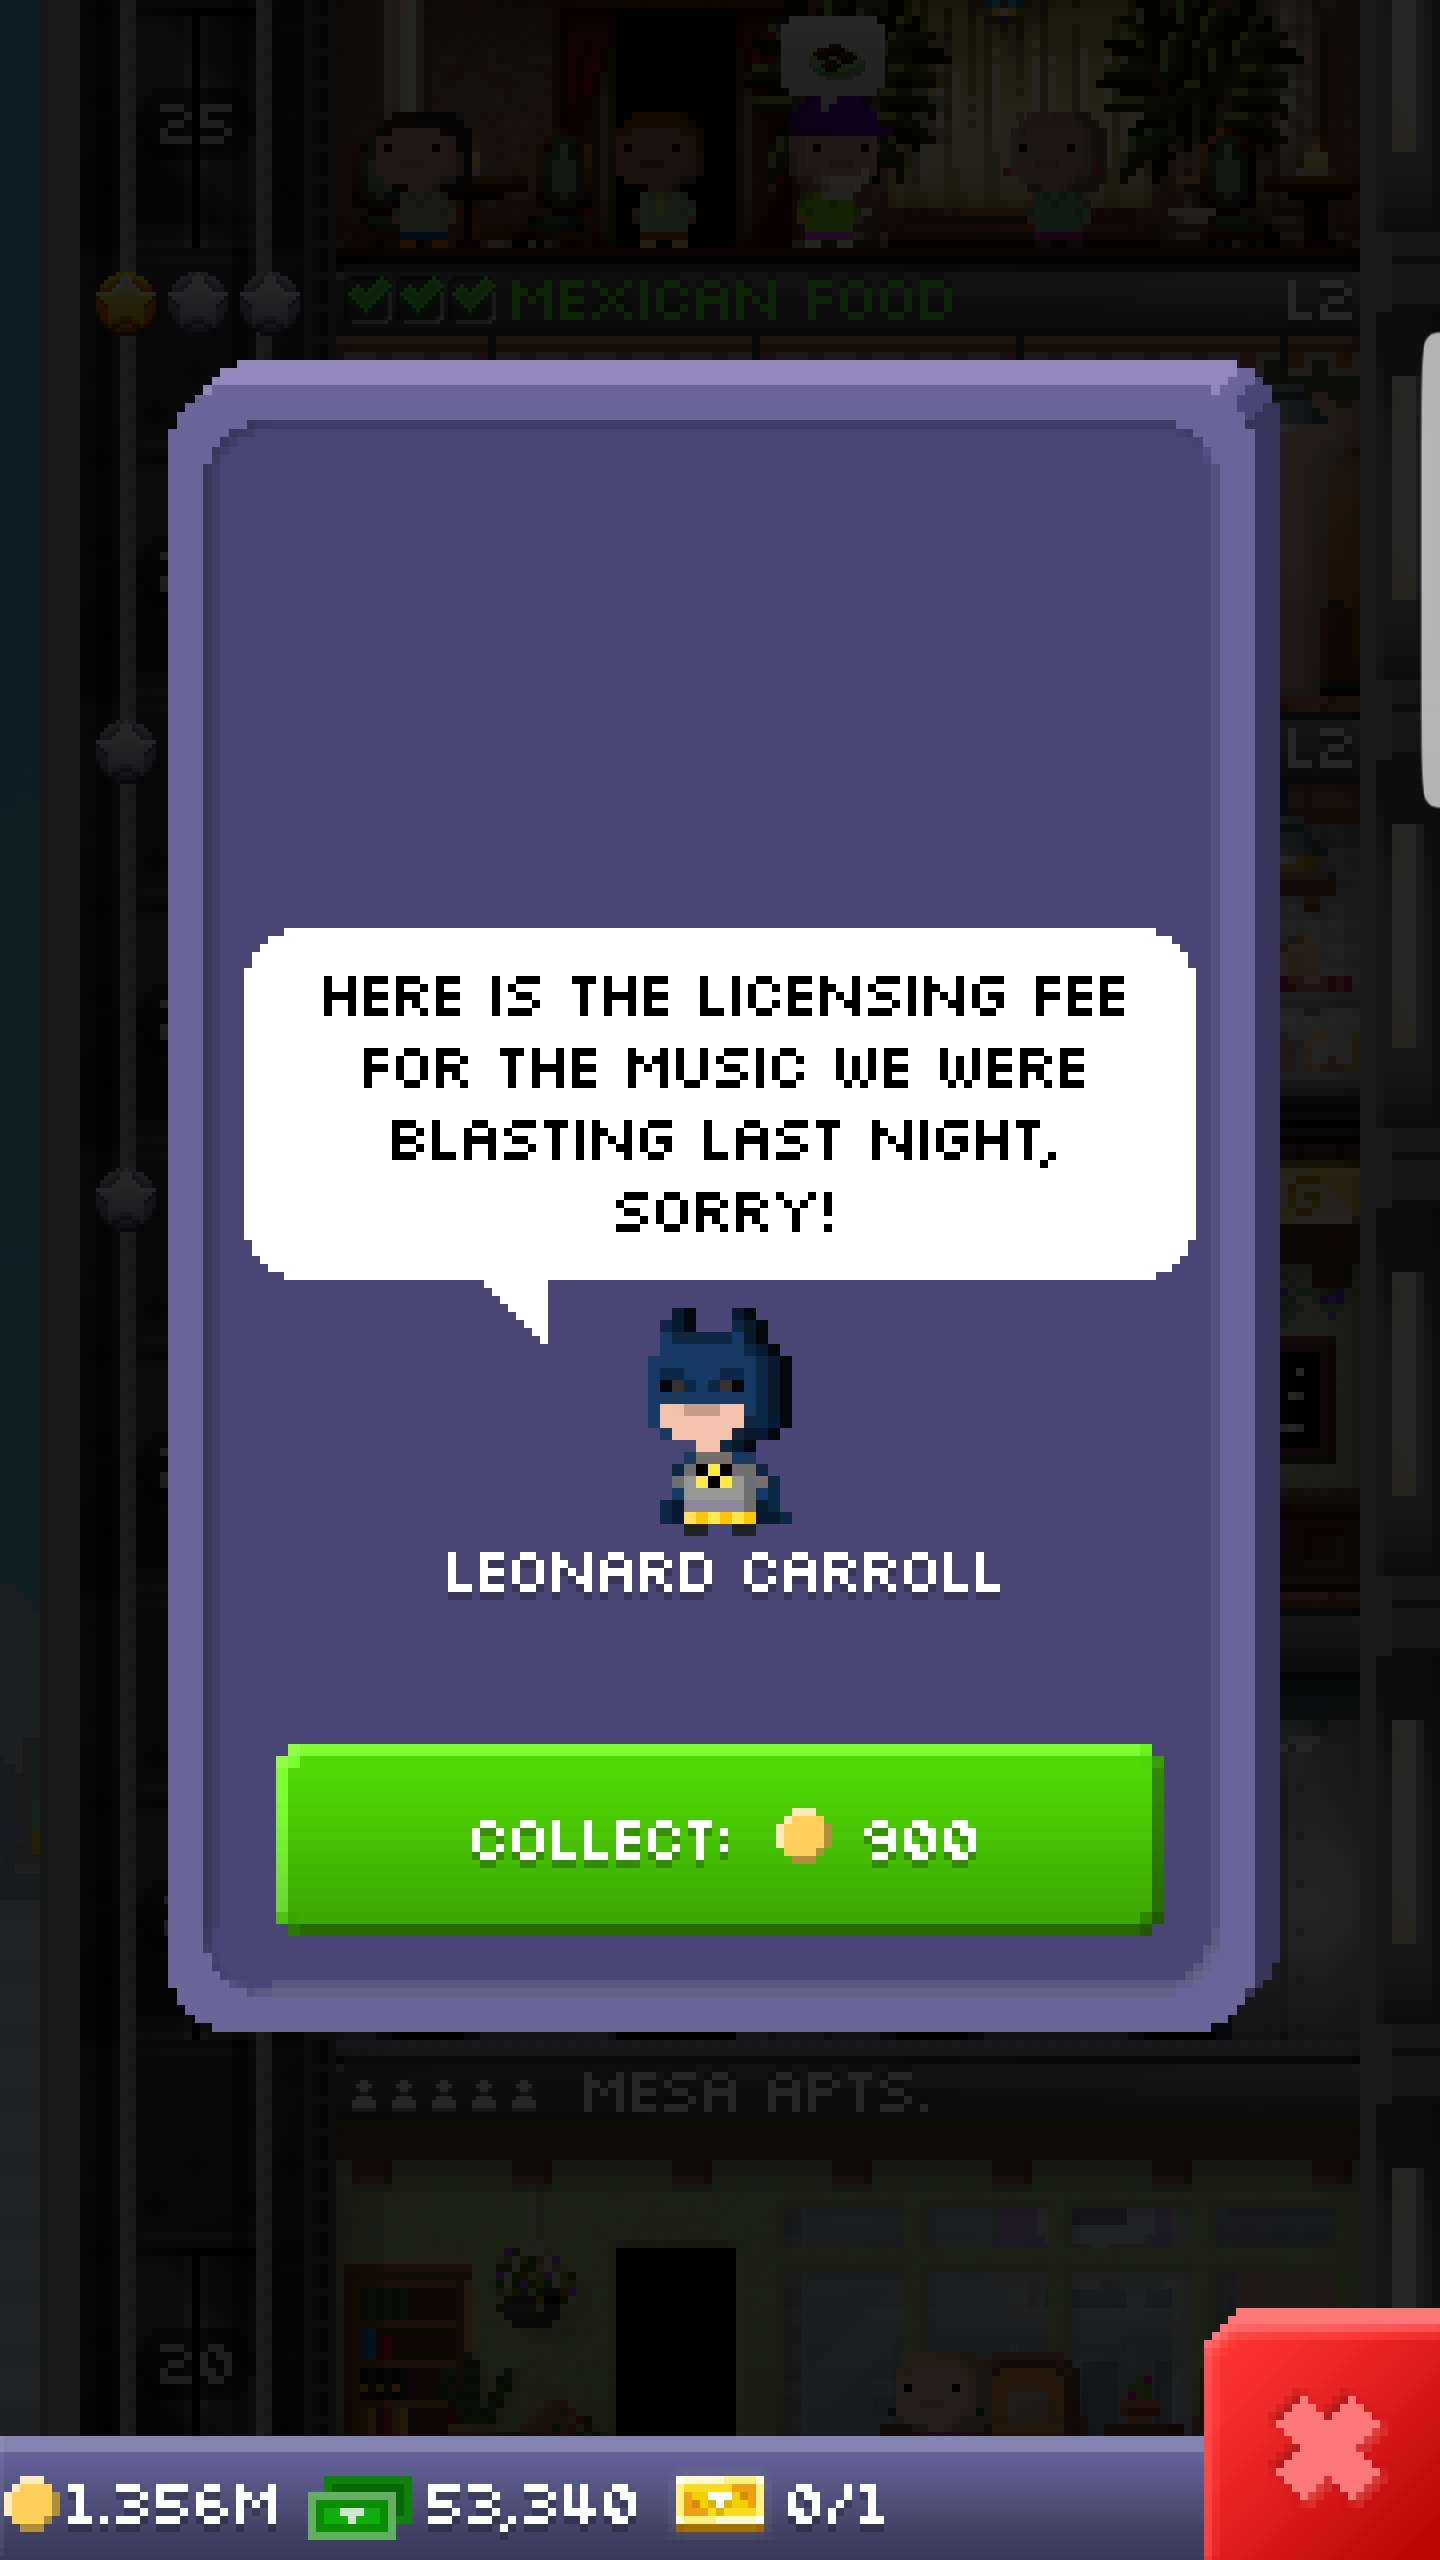 25
MEXICAN FOOD L2
L2
HERE IS THE LICENSING FEE
FOR THE MUSIC WE WERE
BLASTING LAST NIGHT,
SORRY!
G
LEONARD CARROLL
COLLECT: 900
MESA APTS.
20
1.356M 53,340 0/1